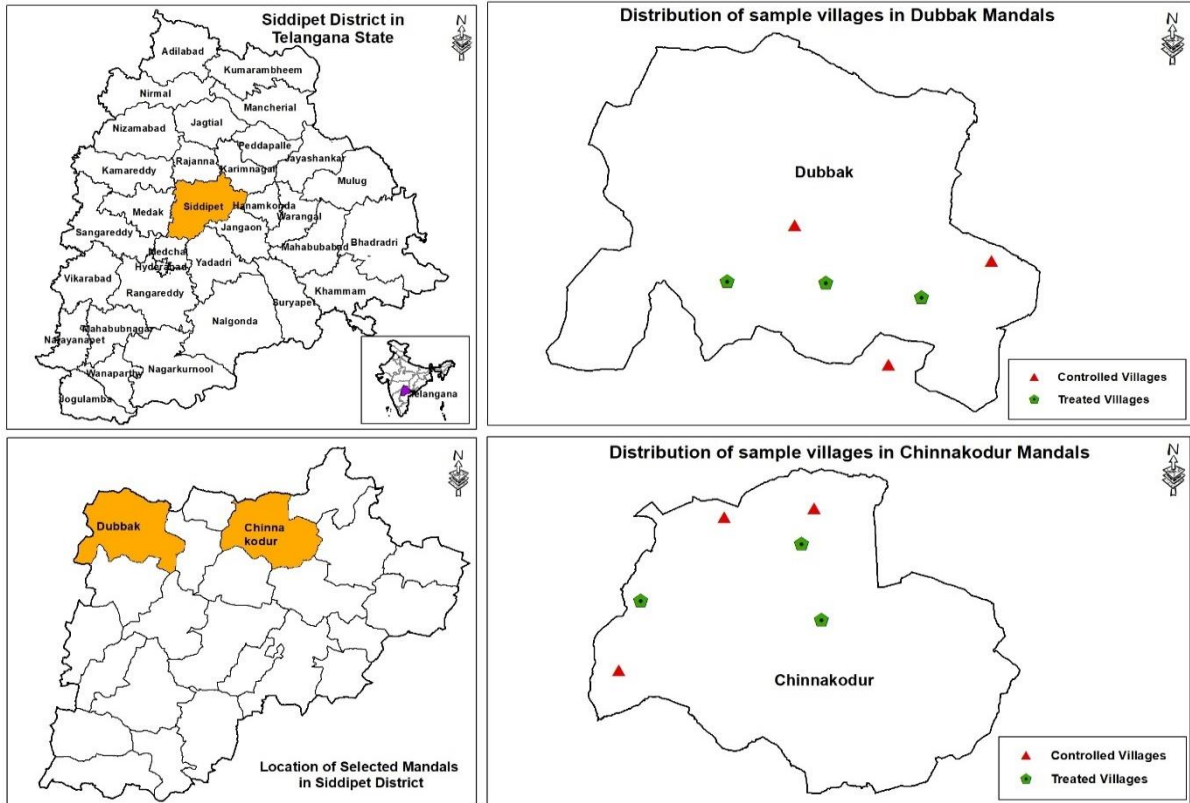 Siddipet District in
Telangana State
N
Adilabad
Kumarambheem
Nirmal
Mancherial
Jagtial
Nizamabad
Peddapalle
Rajanna
Jayashankar
Kamareddy
Karimnagar
Mulug
Siddipet
Hanamkonda
Medak
Warangal
Sangareddy
Jangaon
Mahabubabad
Bhadradri
Medchal
Hyderabad
Yadadri
Vikarabad
Rangareddy
Khammam
Suryapet
Nalgonda
Mahabubnagar
Narayanapet
Wanaparthy
Nagarkurnool
Jogulamba
Telangana
Distribution of sample villages in Dubbak Mandals
N
Dubbak
Controlled Villages
Treated Villages
N
Dubbak
Chinna
kodur
Location of Selected Mandals
in Siddipet District
Distribution of sample villages in Chinnakodur Mandals
N
Chinnakodur
Controlled Villages
Treated Villages